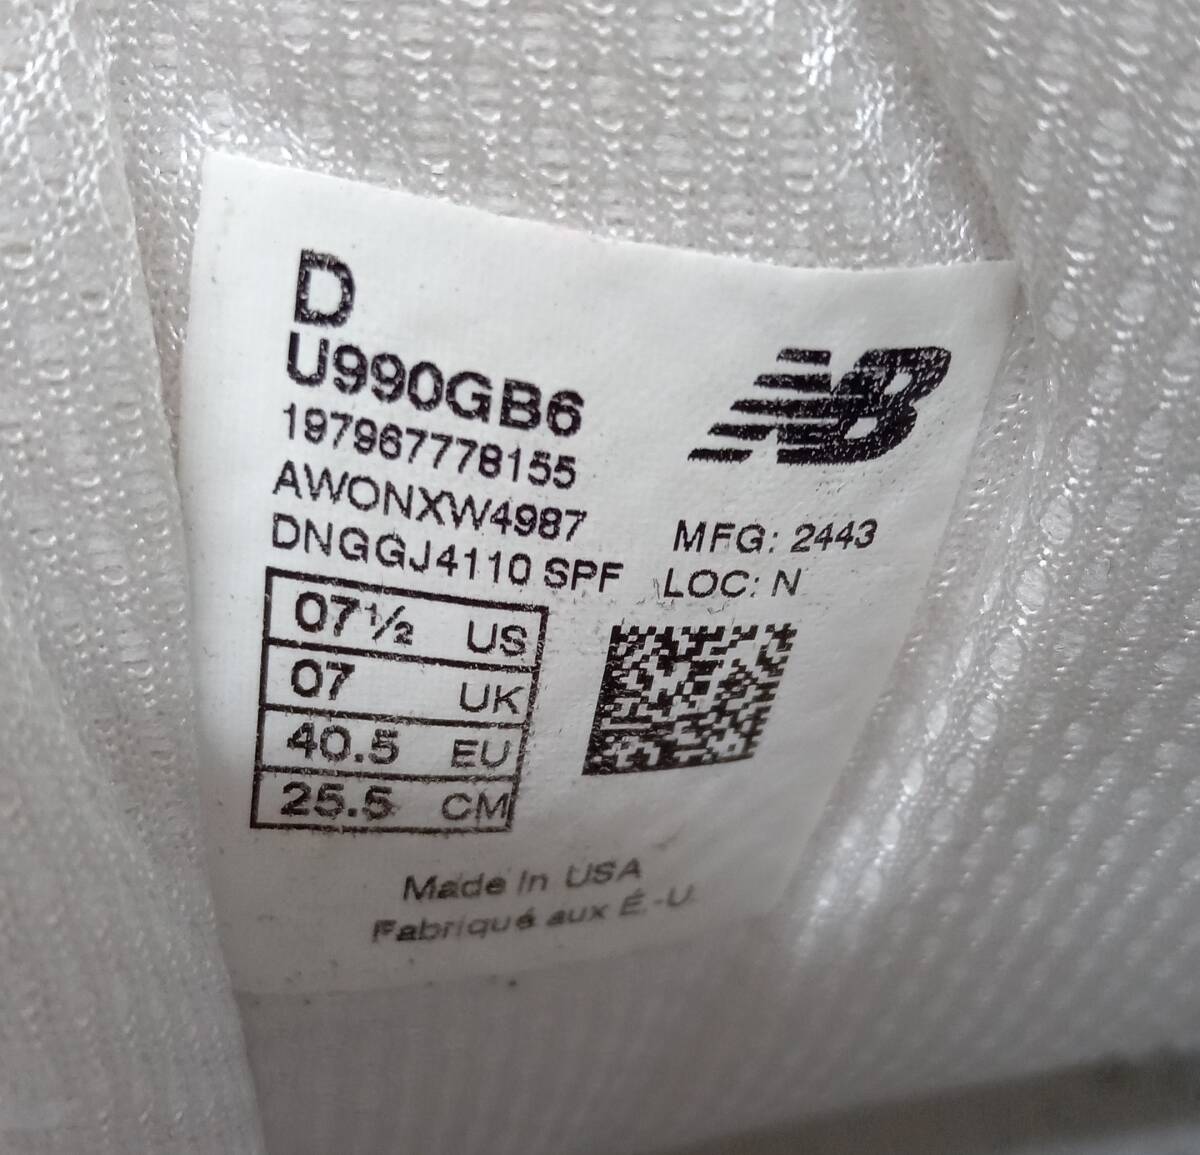 D
U990GB6
197967778155
AWONXW4987
DNGGJ4110 SPF
NB
MFG: 2443
LOC: N
07½ US
07 UK
40.5 EU
25.5 CM
Made In USA
Fabriqué aux É.-U.